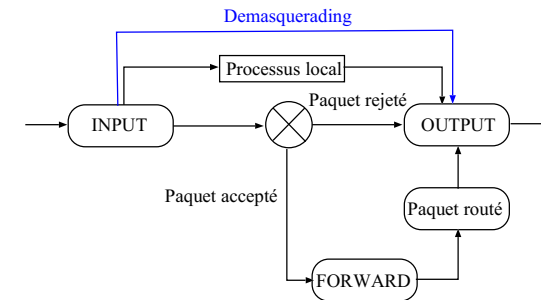 Demasquerading
Processus local
Paquet rejeté
INPUT
OUTPUT
Paquet accepté
Paquet routé
FORWARD